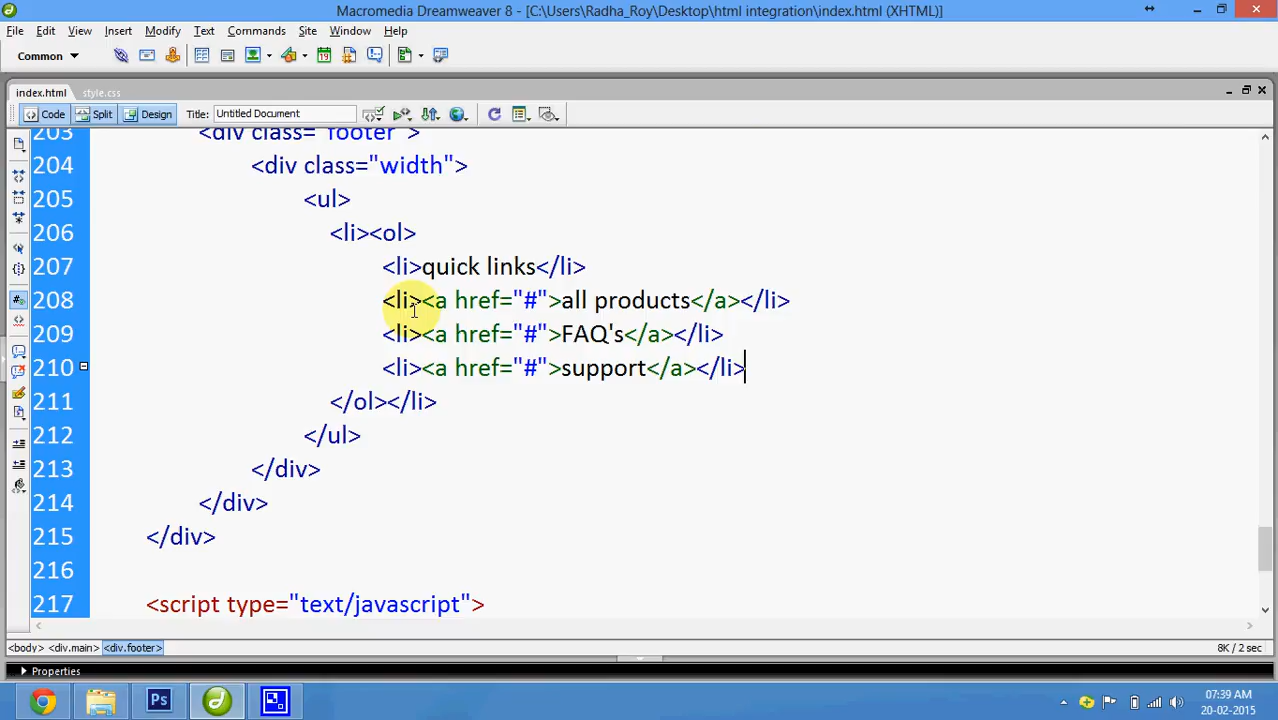 Macromedia Dreamweaver 8 - [C:\Users\Radha_Roy\Desktop\html integration\index.html (XHTML)]
File Edit View Insert Modify Text Commands Site Window Help
Common
index.html style.css
Code Split Design Title: Untitled Document
203 <div class="footer">
204 <div class="width">
205 <ul>
206 <li><ol>
207 <li>quick links</li>
208 <li><a href="#">all products</a></li>
209 <li><a href="#">FAQ's</a></li>
210 <li><a href="#">support</a></li>
211 </ol></li>
212 </ul>
213 </div>
214 </div>
215 </div>
216
217 <script type="text/javascript">
<body> <div.main> <div.footer> 8K / 2 sec
Properties
Ps
07:39 AM
20-02-2015